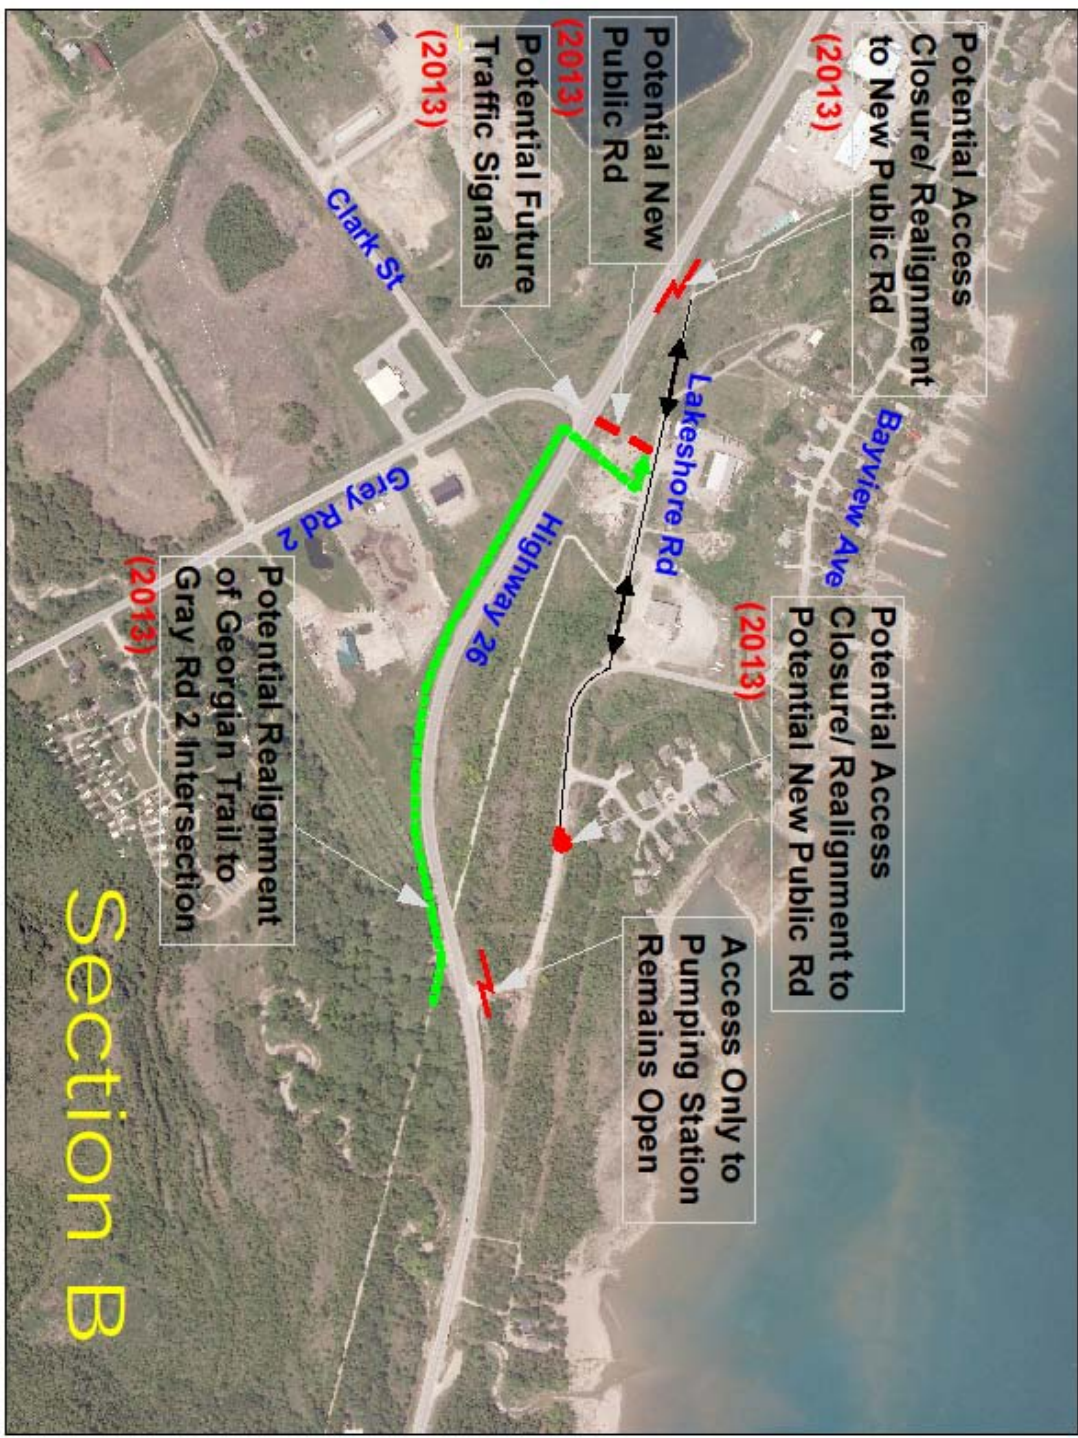 Potential Access
Closure/ Realignment
to New Public Rd
(2013)
Potential New
Public Rd
(2013)
Potential Future
Traffic Signals
(2013)
Clark St
Lakeshore Rd
Bayview Ave
Grey Rd 2
Highway 26
Potential Access
Closure/ Realignment to
Potential New Public Rd
(2013)
Potential Realignment
of Georgian Trail to
Gray Rd 2 Intersection
(2013)
Access Only to
Pumping Station
Remains Open
Section B